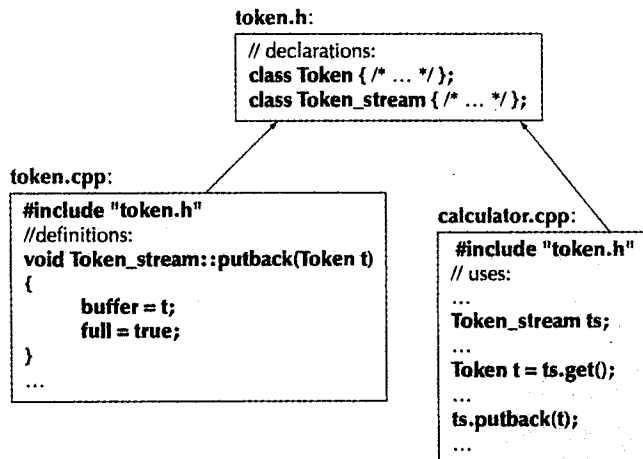 token.h:
// declarations:
class Token { /* … */ };
class Token_stream { /* … */ };
token.cpp:
#include "token.h"
//definitions:
void Token_stream::putback(Token t)
{
buffer = t;
full = true;
}
…
calculator.cpp:
#include "token.h"
// uses:
…
Token_stream ts;
…
Token t = ts.get();
…
ts.putback(t);
…